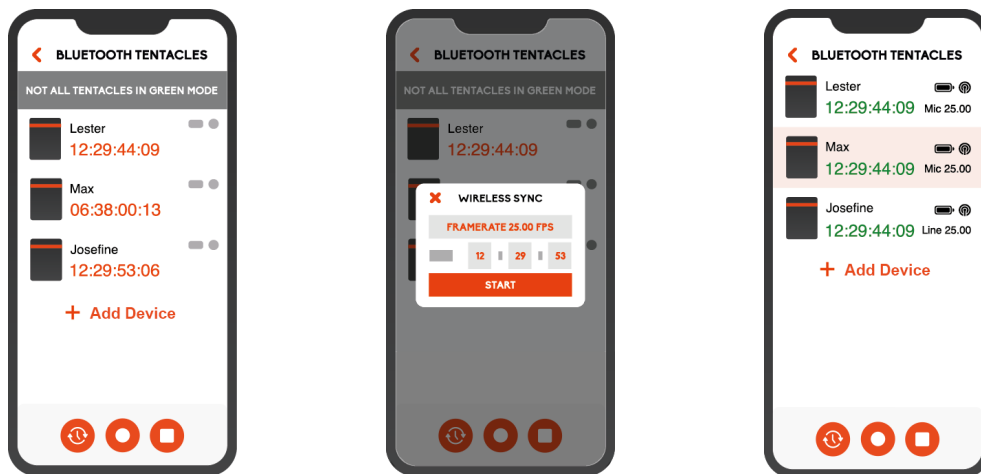 BLUETOOTH TENTACLES
NOT ALL TENTACLES IN GREEN MODE
Lester
12:29:44:09
Max
06:38:00:13
Josefine
12:29:53:06
+ Add Device
BLUETOOTH TENTACLES
NOT ALL TENTACLES IN GREEN MODE
Lester
12:29:44:09
WIRELESS SYNC
FRAMERATE 25.00 FPS
12 29 53
START
BLUETOOTH TENTACLES
Lester
12:29:44:09 Mic 25.00
Max
12:29:44:09 Mic 25.00
Josefine
12:29:44:09 Line 25.00
+ Add Device